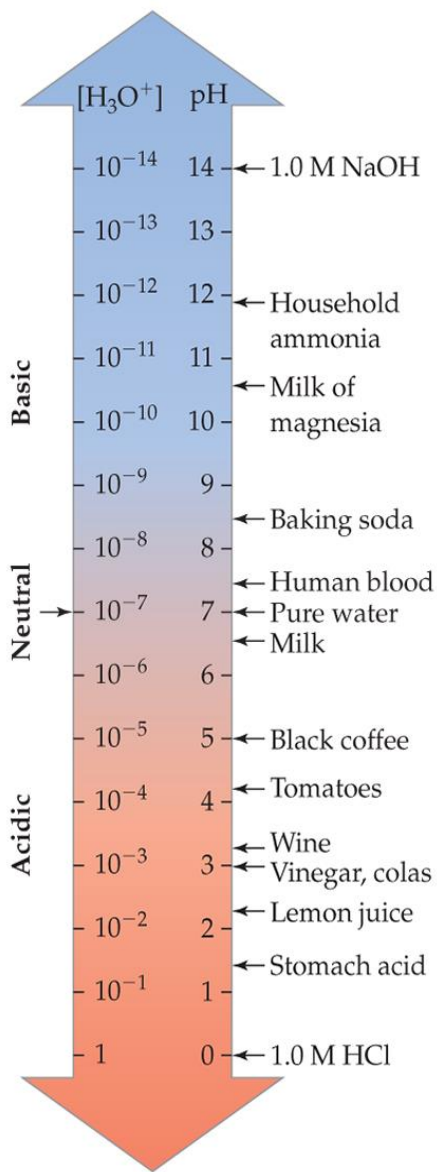 [H₃O⁺] pH
10⁻¹⁴ 14 1.0 M NaOH
10⁻¹³ 13
10⁻¹² 12 Household
ammonia
10⁻¹¹ 11
Milk of
10⁻¹⁰ 10 magnesia
10⁻⁹ 9
Baking soda
10⁻⁸ 8
Human blood
10⁻⁷ 7 Pure water
Milk
10⁻⁶ 6
10⁻⁵ 5 Black coffee
Tomatoes
10⁻⁴ 4
Wine
10⁻³ 3 Vinegar, colas
Lemon juice
10⁻² 2
Stomach acid
10⁻¹ 1
1 0 1.0 M HCl
Basic
Neutral
Acidic